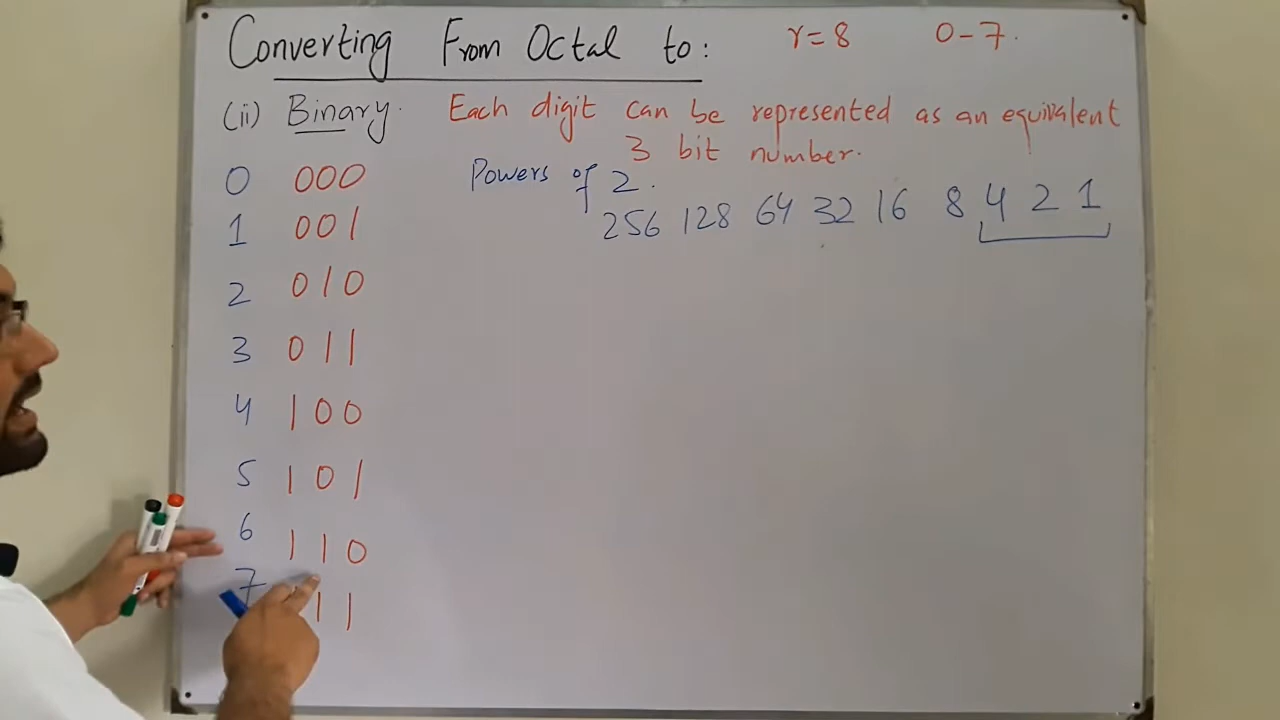 Converting From Octal to: r=8 0-7.
(ii) Binary. Each digit can be represented as an equivalent
3 bit number.
Powers of 2.
256 128 64 32 16 8 4 2 1
0 000
1 001
2 010
3 011
4 100
5 101
6 110
7 11